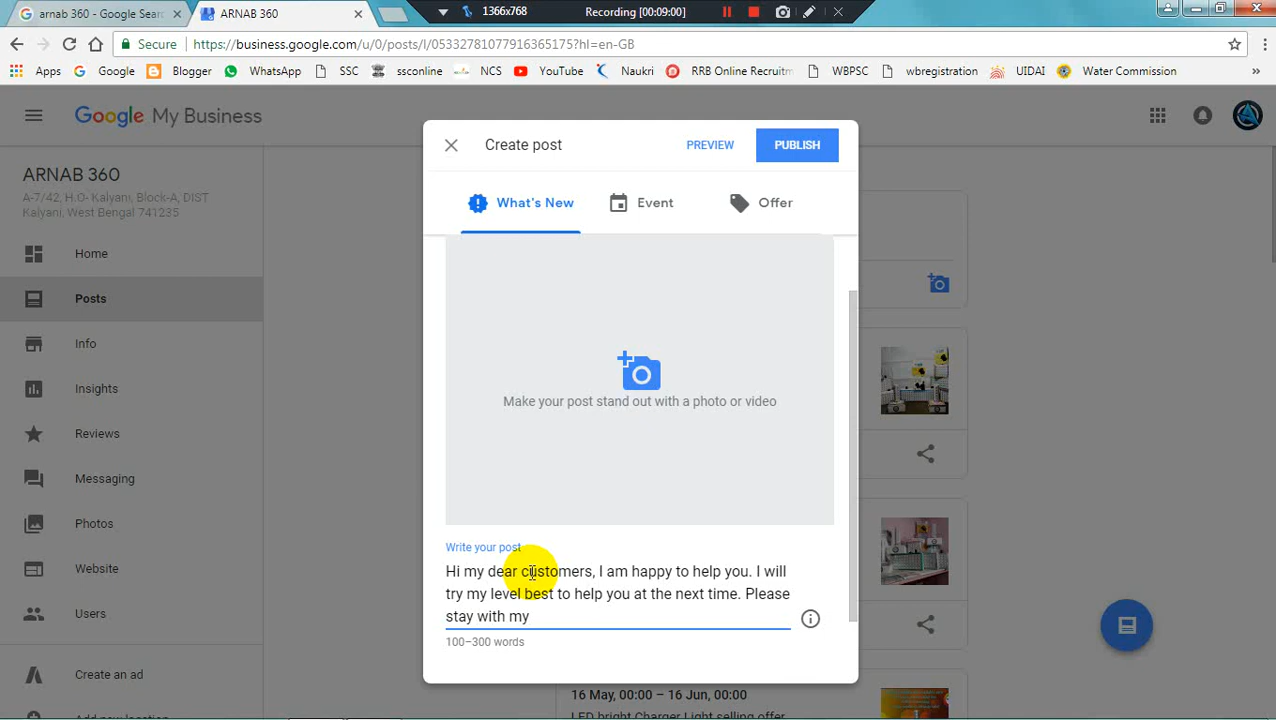 arnab 360 - Google Sear
ARNAB 360
1366x768
Recording [00:09:00]
Secure
https://business.google.com/u/0/posts/l/05332781077916365175?hl=en-GB
Apps
Google
Blogger
WhatsApp
SSC
ssconline
NCS
YouTube
Naukri
RRB Online Recruitm
WBPSC
wbregistration
UIDAI
Water Commission
»
Google My Business
ARNAB 360
A-7/42, H.O- Kalyani, Block-A, DIST
Kalyani, West Bengal 741235
Home
Posts
Info
Insights
Reviews
Messaging
Photos
Website
Users
Create an ad
Add new location
Create post
PREVIEW
PUBLISH
What's New
Event
Offer
Make your post stand out with a photo or video
Write your post
Hi my dear customers, I am happy to help you. I will
try my level best to help you at the next time. Please
stay with my
100–300 words
16 May, 00:00 – 16 Jun, 00:00
LED bright Charger Light selling offer